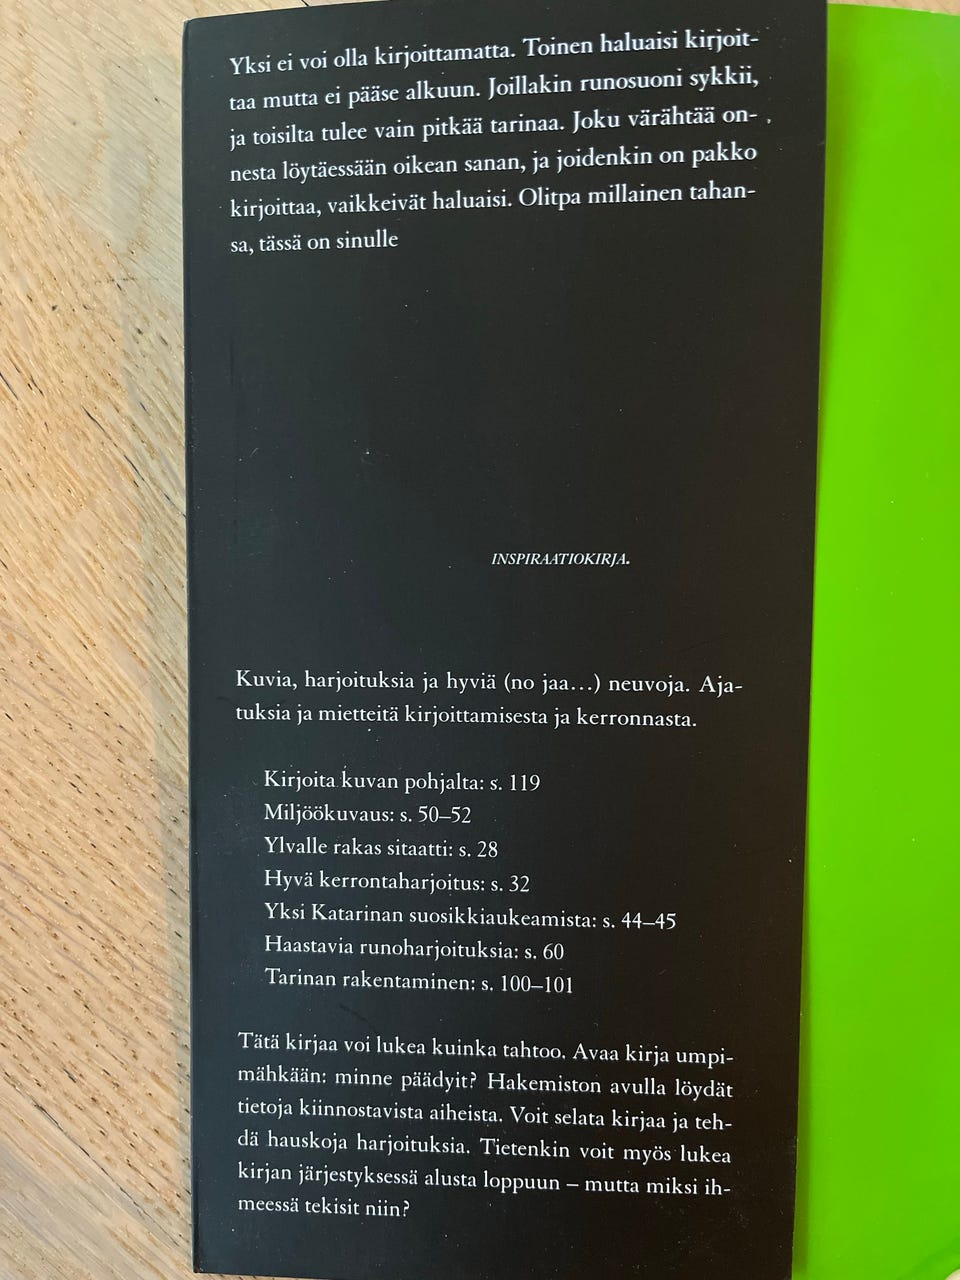 Yksi ei voi olla kirjoittamatta. Toinen haluaisi kirjoit-
taa mutta ei pääse alkuun. Joillakin runosuoni sykkii,
ja toisilta tulee vain pitkää tarinaa. Joku värähtää on-
nesta löytäessään oikean sanan, ja joidenkin on pakko
kirjoittaa, vaikkeivät haluaisi. Olitpa millainen tahan-
sa, tässä on sinulle
INSPIRAATIOKIRJA.
Kuvia, harjoituksia ja hyviä (no jaa…) neuvoja. Aja-
tuksia ja mietteitä kirjoittamisesta ja kerronnasta.
Kirjoita kuvan pohjalta: s. 119
Miljöökuvaus: s. 50–52
Ylvalle rakas sitaatti: s. 28
Hyvä kerrontaharjoitus: s. 32
Yksi Katarinan suosikkiaukeamista: s. 44–45
Haastavia runoharjoituksia: s. 60
Tarinan rakentaminen: s. 100–101
Tätä kirjaa voi lukea kuinka tahtoo. Avaa kirja umpi-
mähkään: minne päädyit? Hakemiston avulla löydät
tietoja kiinnostavista aiheista. Voit selata kirjaa ja teh-
dä hauskoja harjoituksia. Tietenkin voit myös lukea
kirjan järjestyksessä alusta loppuun – mutta miksi ih-
meessä tekisit niin?